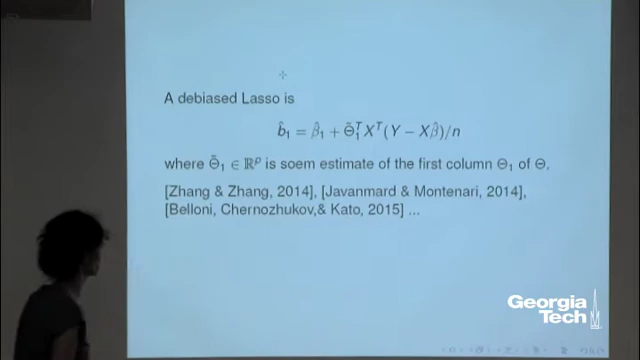 A debiased Lasso is
b̂₁ = β̂₁ + Θ̃₁ᵀXᵀ(Y − Xβ̂)/n
where Θ̃₁ ∈ ℝᵖ is soem estimate of the first column Θ₁ of Θ.
[Zhang & Zhang, 2014], [Javanmard & Montenari, 2014],
[Belloni, Chernozhukov,& Kato, 2015] ...
Georgia
Tech